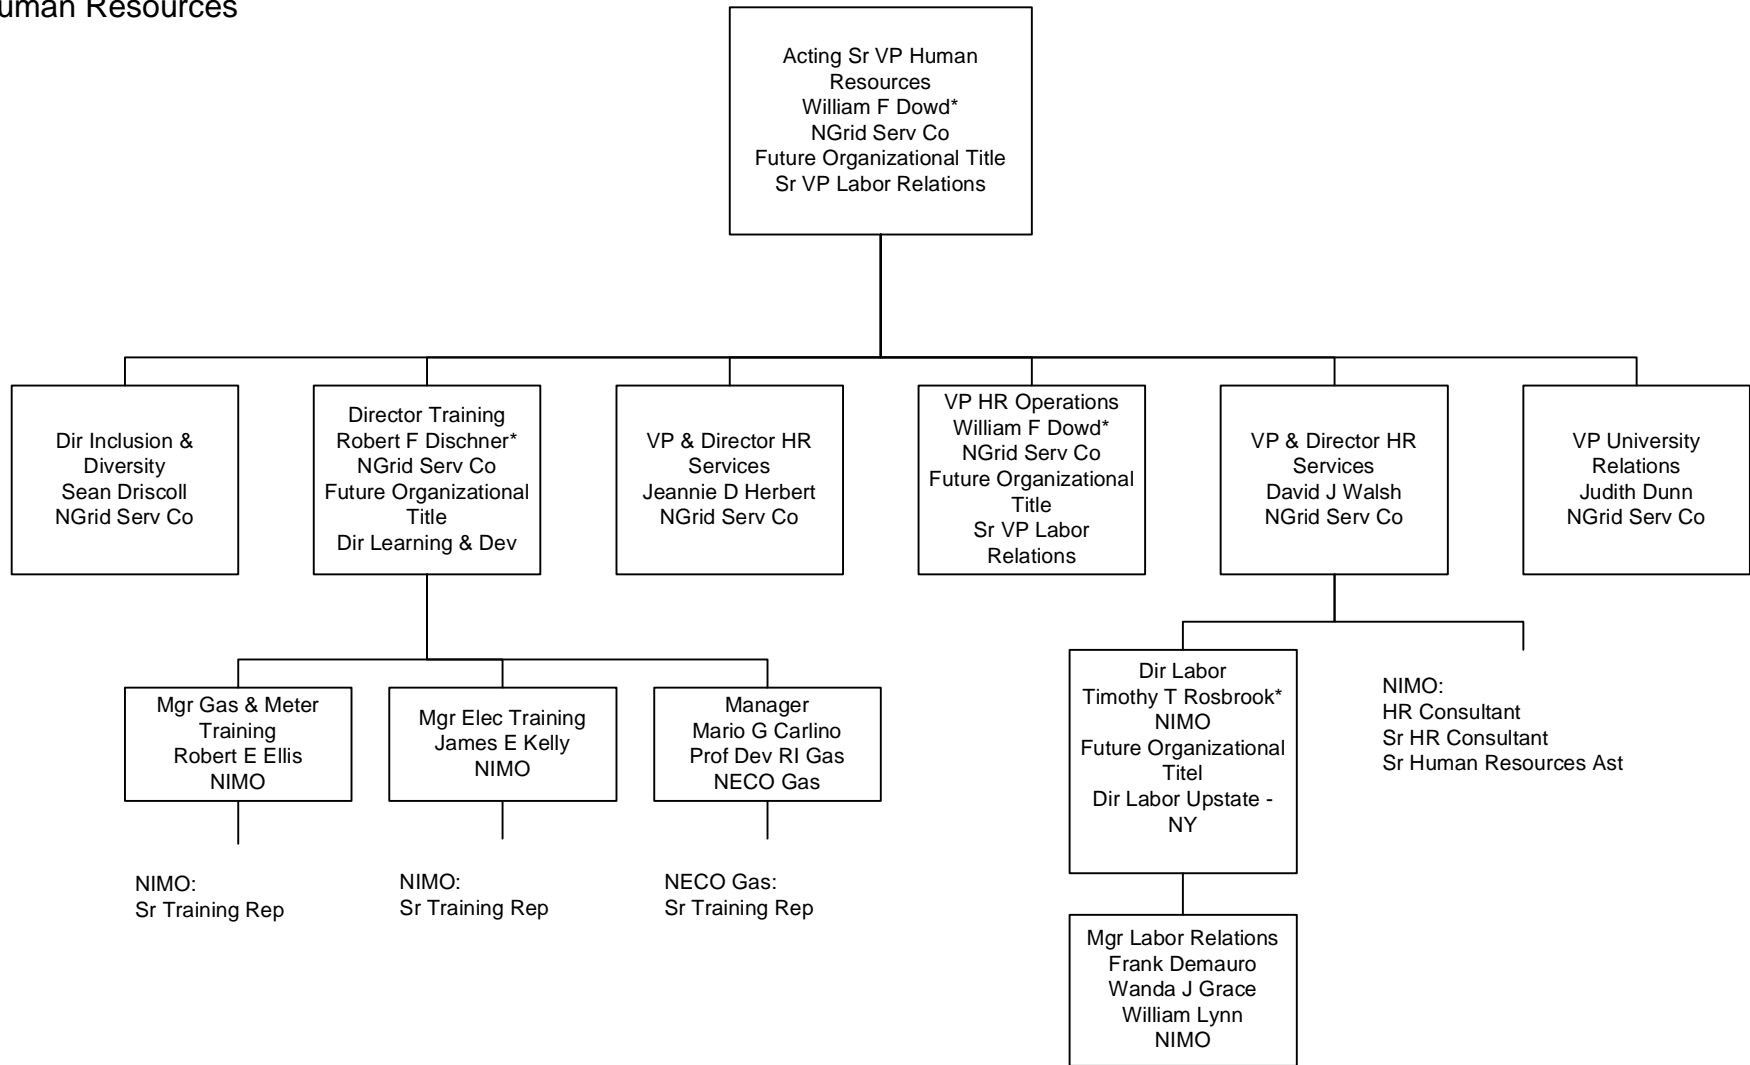 uman Resources
Acting Sr VP Human
Resources
William F Dowd*
NGrid Serv Co
Future Organizational Title
Sr VP Labor Relations
Dir Inclusion &
Diversity
Sean Driscoll
NGrid Serv Co
Director Training
Robert F Dischner*
NGrid Serv Co
Future Organizational
Title
Dir Learning & Dev
VP & Director HR
Services
Jeannie D Herbert
NGrid Serv Co
VP HR Operations
William F Dowd*
NGrid Serv Co
Future Organizational
Title
Sr VP Labor
Relations
VP & Director HR
Services
David J Walsh
NGrid Serv Co
VP University
Relations
Judith Dunn
NGrid Serv Co
Mgr Gas & Meter
Training
Robert E Ellis
NIMO
Mgr Elec Training
James E Kelly
NIMO
Manager
Mario G Carlino
Prof Dev RI Gas
NECO Gas
Dir Labor
Timothy T Rosbrook*
NIMO
Future Organizational
Titel
Dir Labor Upstate -
NY
NIMO:
HR Consultant
Sr HR Consultant
Sr Human Resources Ast
NIMO:
Sr Training Rep
NIMO:
Sr Training Rep
NECO Gas:
Sr Training Rep
Mgr Labor Relations
Frank Demauro
Wanda J Grace
William Lynn
NIMO